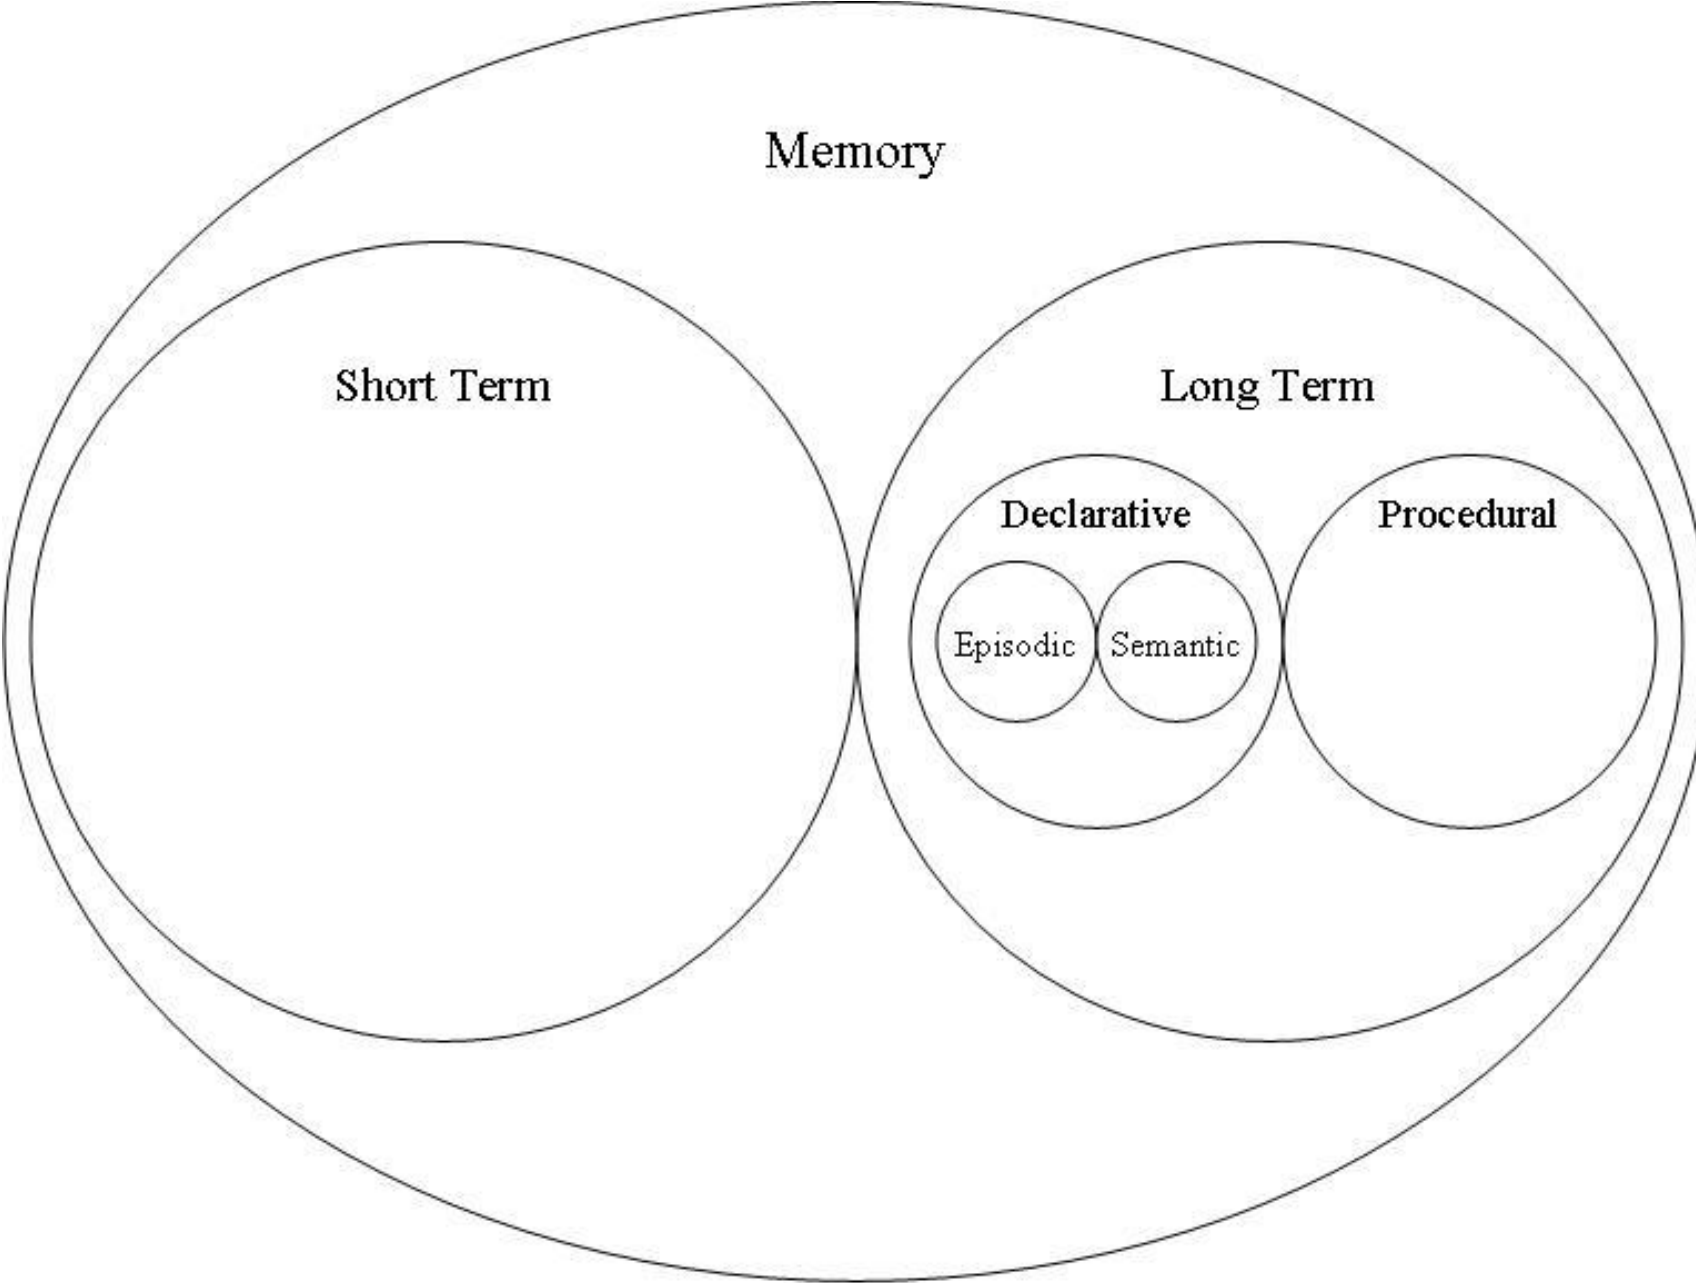 Memory
Short Term
Long Term
Declarative
Procedural
Episodic
Semantic